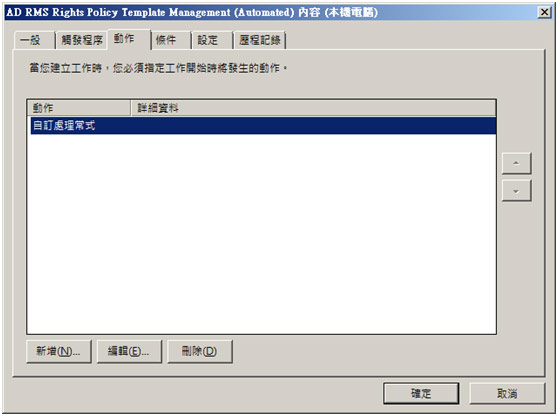 AD RMS Rights Policy Template Management (Automated) 內容 (本機電腦)
一般 觸發程序 動作 條件 設定 歷程記錄
當您建立工作時，您必須指定工作開始時將發生的動作。
動作 詳細資料
自訂處理常式
新增(N)... 編輯(E)... 刪除(D)
確定 取消